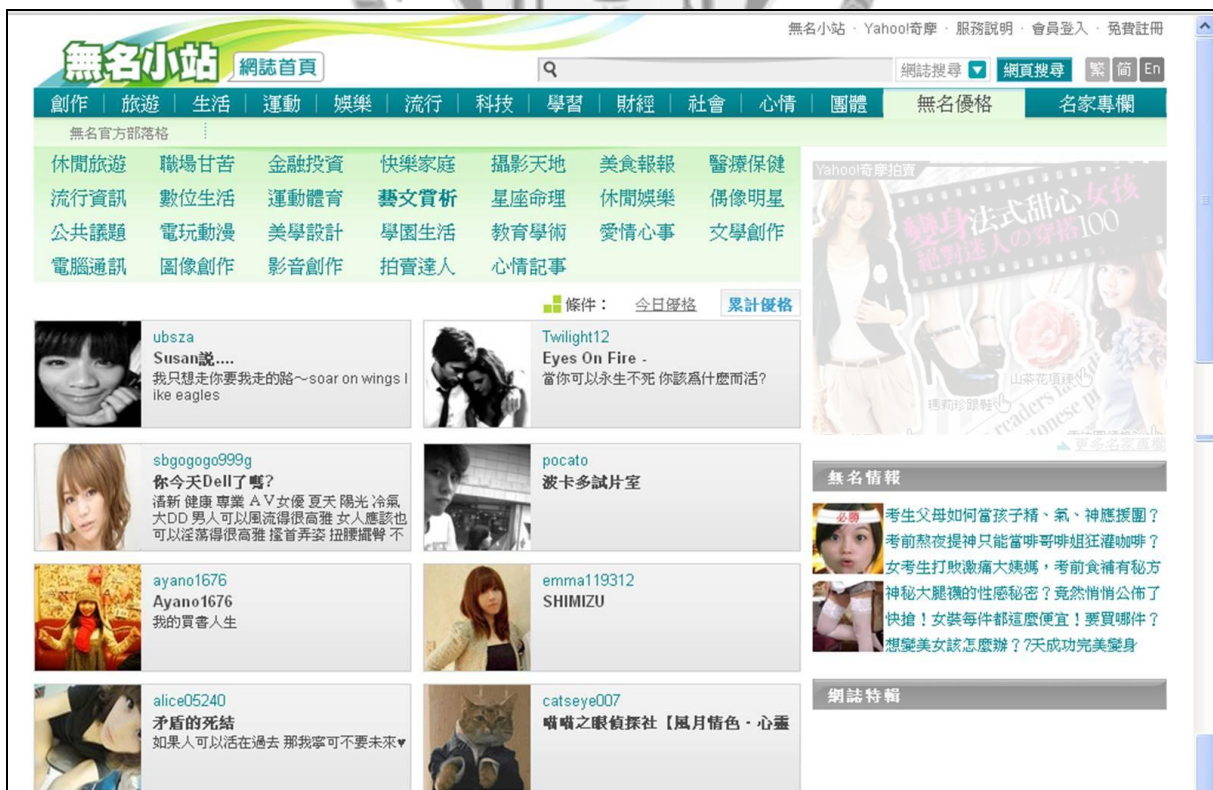 無名小站 · Yahoo!奇摩 · 服務說明 · 會員登入 · 免費註冊
無名小站 網誌首頁
網誌搜尋 網頁搜尋 繁 簡 En
創作 旅遊 生活 運動 娛樂 流行 科技 學習 財經 社會 心情 團體 無名優格 名家專欄
無名官方部落格
休閒旅遊 職場甘苦 金融投資 快樂家庭 攝影天地 美食報報 醫療保健
流行資訊 數位生活 運動體育 藝文賞析 星座命理 休閒娛樂 偶像明星
公共議題 電玩動漫 美學設計 學園生活 教育學術 愛情心事 文學創作
電腦通訊 圖像創作 影音創作 拍賣達人 心情記事
條件： 今日優格 累計優格
ubsza
Susan説....
我只想走你要我走的路～soar on wings l
ike eagles
Twilight12
Eyes On Fire -
當你可以永生不死 你該爲什麼而活?
sbgogogo999g
你今天Dell了嗎?
清新 健康 專業 A V女優 夏天 陽光 冷氣
大DD 男人可以風流得很高雅 女人應該也
可以淫蕩得很高雅 搔首弄姿 扭腰擺臀 不
pocato
波卡多試片室
ayano1676
Ayano1676
我的買書人生
emma119312
SHIMIZU
alice05240
矛盾的死結
如果人可以活在過去 那我寧可不要未來♥
catseye007
喵喵之眼偵探社【風月情色‧心靈
Yahoo!奇摩拍賣
變身法式甜心女孩
絕對達人の穿搭100
山茶花項鍊
瑪莉珍跟鞋
更多名家專欄
無名情報
必勝
考生父母如何當孩子精、氣、神應援團？
考前熬夜提神只能當啡哥啡姐狂灌咖啡？
女考生打敗激痛大姨媽，考前食補有秘方
神秘大腿襪的性感秘密？竟然悄悄公佈了
快搶！女裝每件都這麼便宜！要買哪件？
想變美女該怎麼辦？7天成功完美變身
網誌特輯